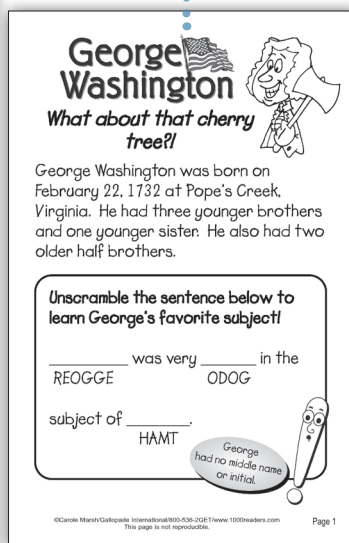 George
Washington
What about that cherry
tree?!
George Washington was born on
February 22, 1732 at Pope's Creek,
Virginia. He had three younger brothers
and one younger sister. He also had two
older half brothers.
Unscramble the sentence below to
learn George's favorite subject!
_________ was very ______ in the
REOGGE ODOG
subject of _______.
HAMT
George
had no middle name
or initial.
©Carole Marsh/Gallopade International/800-536-2GET/www.1000readers.com
This page is not reproducible.
Page 1